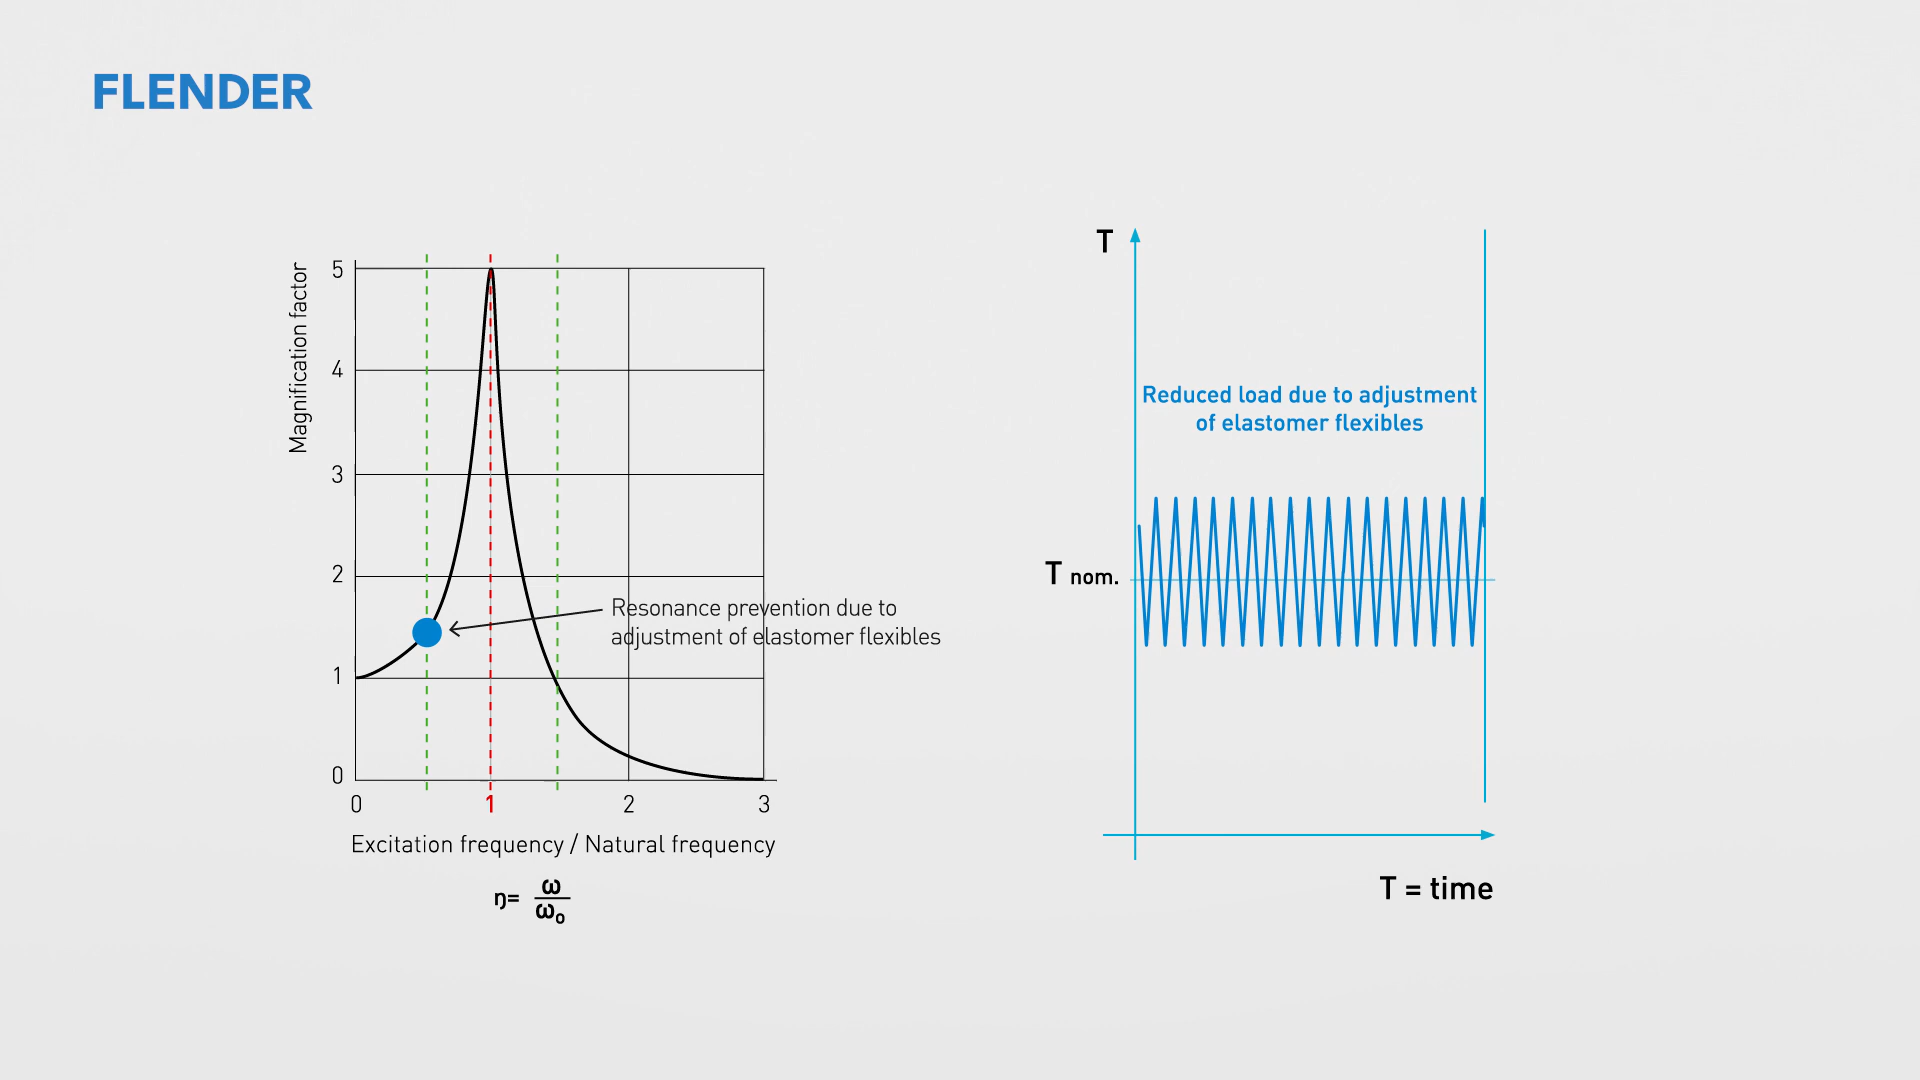 FLENDER
Magnification factor
5
4
3
2
1
0
0
1
2
3
Resonance prevention due to
adjustment of elastomer flexibles
Excitation frequency / Natural frequency
ŋ= ω
ω₀
T
Reduced load due to adjustment
of elastomer flexibles
T nom.
T = time